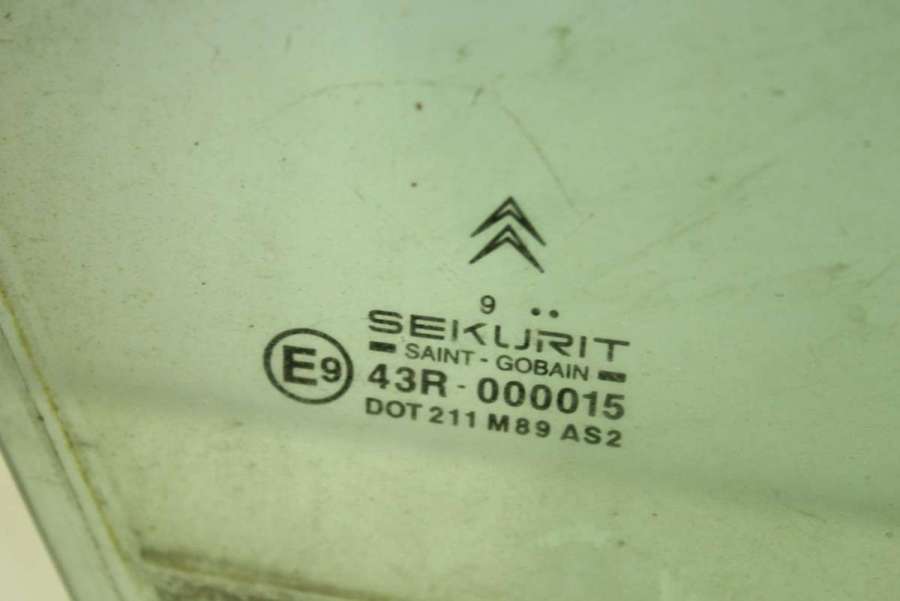 9 ..
SEKURIT
SAINT - GOBAIN
E9
43R - 000015
DOT 211 M89 AS2